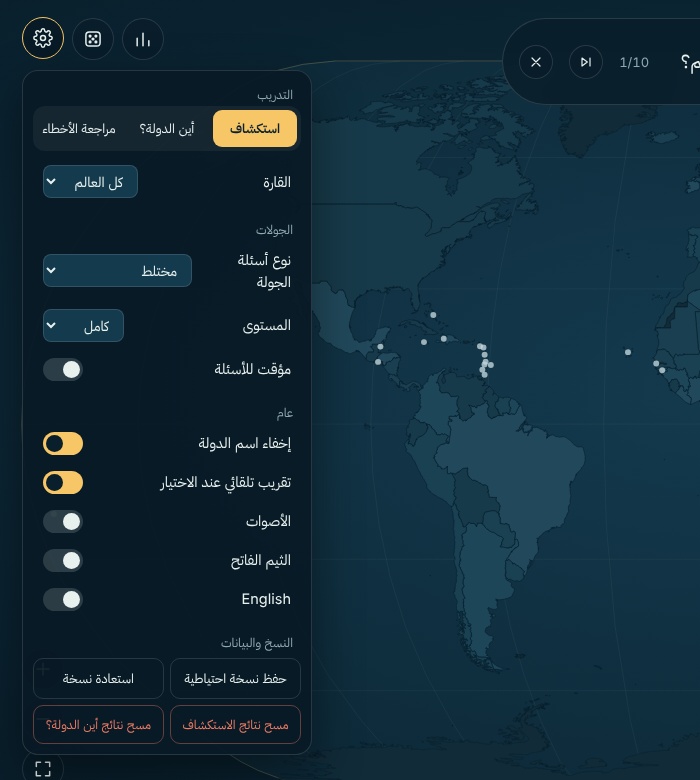 م؟
1/10
التدريب
استكشاف
أين الدولة؟
مراجعة الأخطاء
القارة
كل العالم
الجولات
نوع أسئلة
الجولة
مختلط
المستوى
كامل
مؤقت للأسئلة
عام
إخفاء اسم الدولة
تقريب تلقائي عند الاختيار
الأصوات
الثيم الفاتح
English
النسخ والبيانات
حفظ نسخة احتياطية
استعادة نسخة
مسح نتائج الاستكشاف
مسح نتائج أين الدولة؟